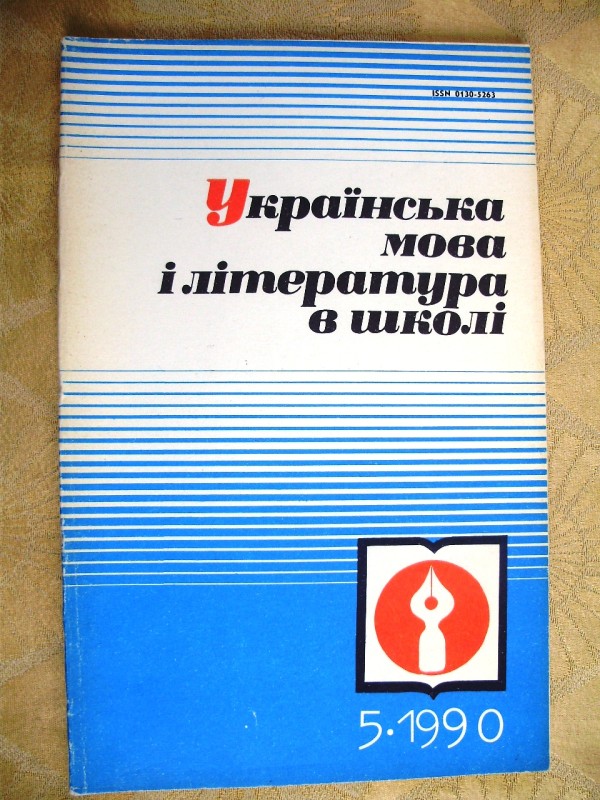 ISSN 0130-5263
Українська
мова
і література
в школі
5·1990